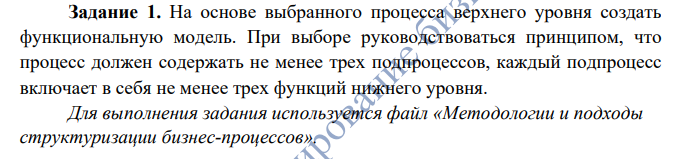 Задание 1. На основе выбранного процесса верхнего уровня создать
функциональную модель. При выборе руководствоваться принципом, что
процесс должен содержать не менее трех подпроцессов, каждый подпроцесс
включает в себя не менее трех функций нижнего уровня.
Для выполнения задания используется файл «Методологии и подходы
структуризации бизнес-процессов».